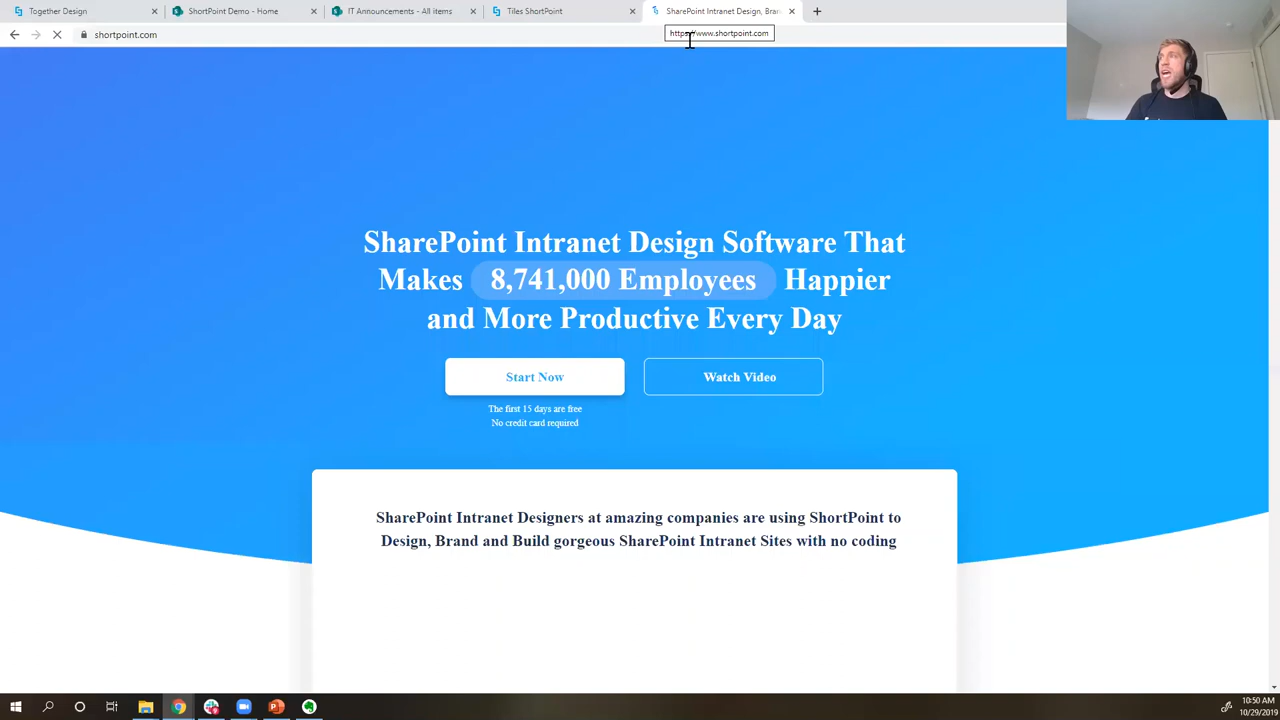 Together Design
ShortPoint Demo - Home
IT Announcements - All items
Tiles ShortPoint
SharePoint Intranet Design, Bran
shortpoint.com
https://www.shortpoint.com
SharePoint Intranet Design Software That
Makes 8,741,000 Employees Happier
and More Productive Every Day
Start Now
Watch Video
The first 15 days are free
No credit card required
SharePoint Intranet Designers at amazing companies are using ShortPoint to
Design, Brand and Build gorgeous SharePoint Intranet Sites with no coding
10:50 AM
10/29/2019